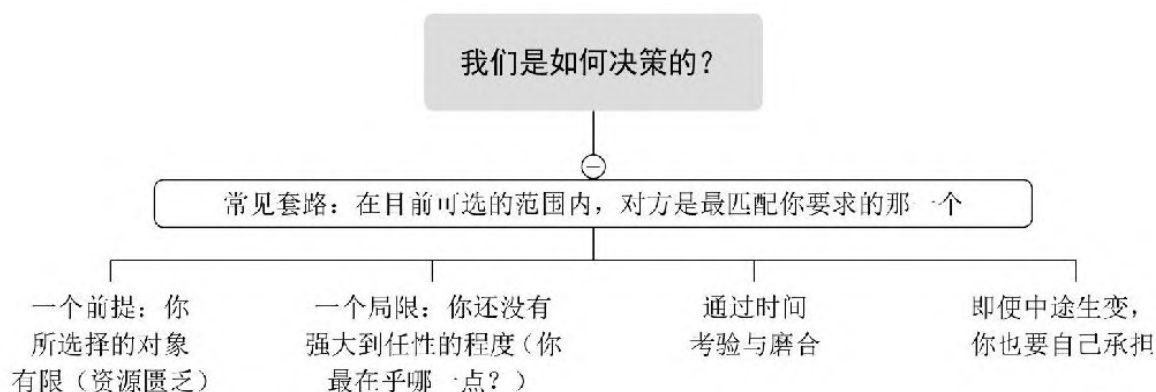 我们是如何决策的？
常见套路：在目前可选的范围内，对方是最匹配你要求的那一个
一个前提：你
所选择的对象
有限（资源匮乏）
一个局限：你还没有
强大到任性的程度（你
最在乎哪一点？）
通过时间
考验与磨合
即便中途生变，
你也要自己承担